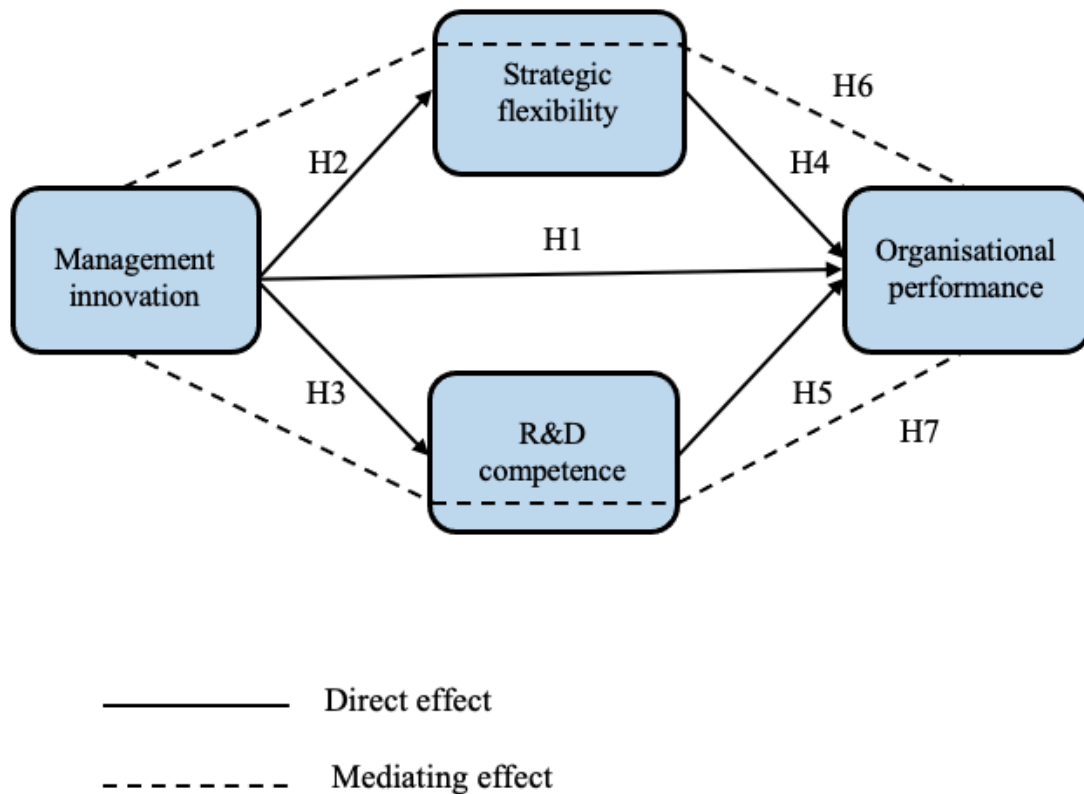 Strategic
flexibility
H6
H2
H4
H1
Management
innovation
Organisational
performance
H3
H5
R&D
competence
H7
Direct effect
Mediating effect